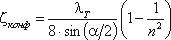 ζконф = λT / (8·sin(α/2)) (1 − 1/n²)